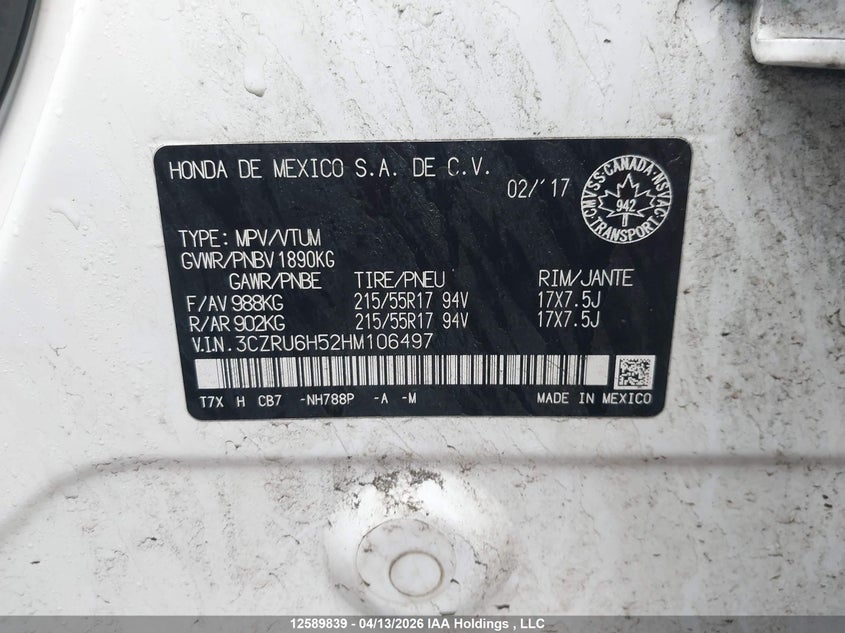 HONDA DE MEXICO S.A. DE C.V.
02/'17
CMVSS·CANADA·NSVAC
942
TRANSPORT
TYPE: MPV/VTUM
GVWR/PNBV 1890KG
GAWR/PNBE TIRE/PNEU RIM/JANTE
F/AV 988KG 215/55R17 94V 17X7.5J
R/AR 902KG 215/55R17 94V 17X7.5J
V.I.N. 3CZRU6H52HM106497
T7X H CB7 -NH788P -A -M MADE IN MEXICO
12589839 - 04/13/2026 IAA Holdings , LLC